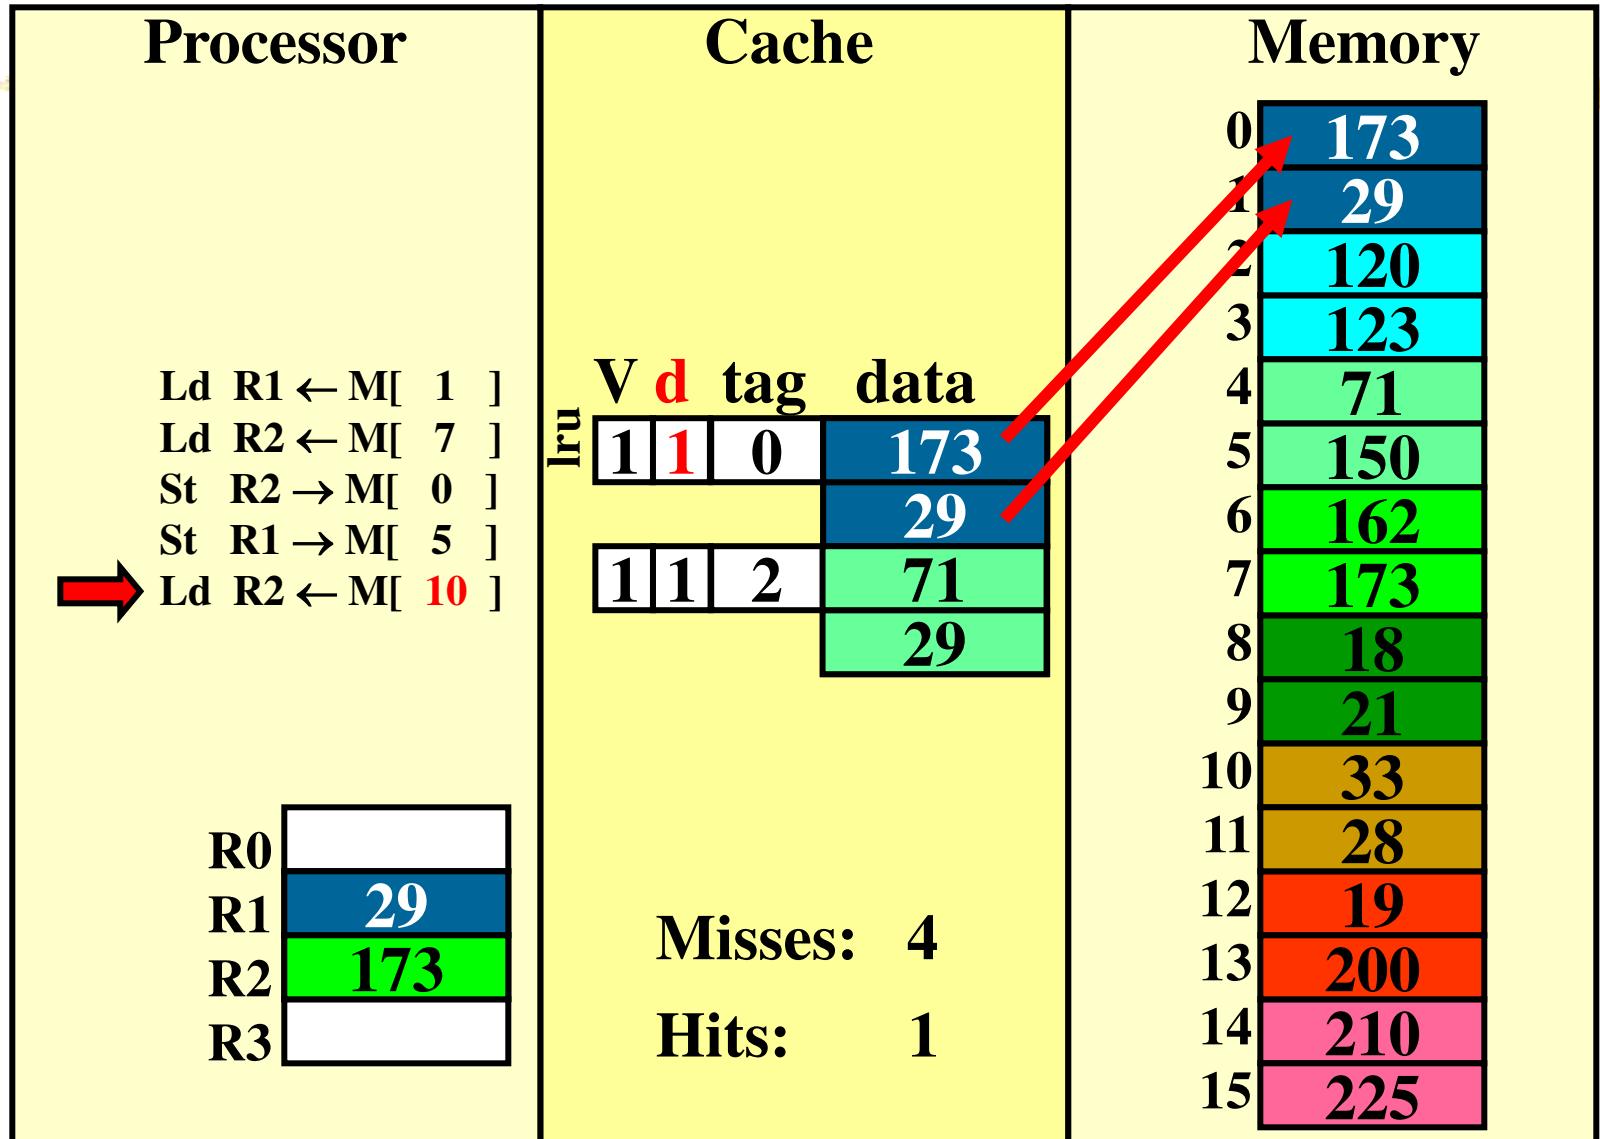 Processor
Ld R1 ← M[ 1 ]
Ld R2 ← M[ 7 ]
St R2 → M[ 0 ]
St R1 → M[ 5 ]
Ld R2 ← M[ 10 ]
R0
R1 29
R2 173
R3
Cache
V d tag data
lru
1 1 0 173
29
1 1 2 71
29
Misses: 4
Hits: 1
Memory
0 173
1 29
2 120
3 123
4 71
5 150
6 162
7 173
8 18
9 21
10 33
11 28
12 19
13 200
14 210
15 225